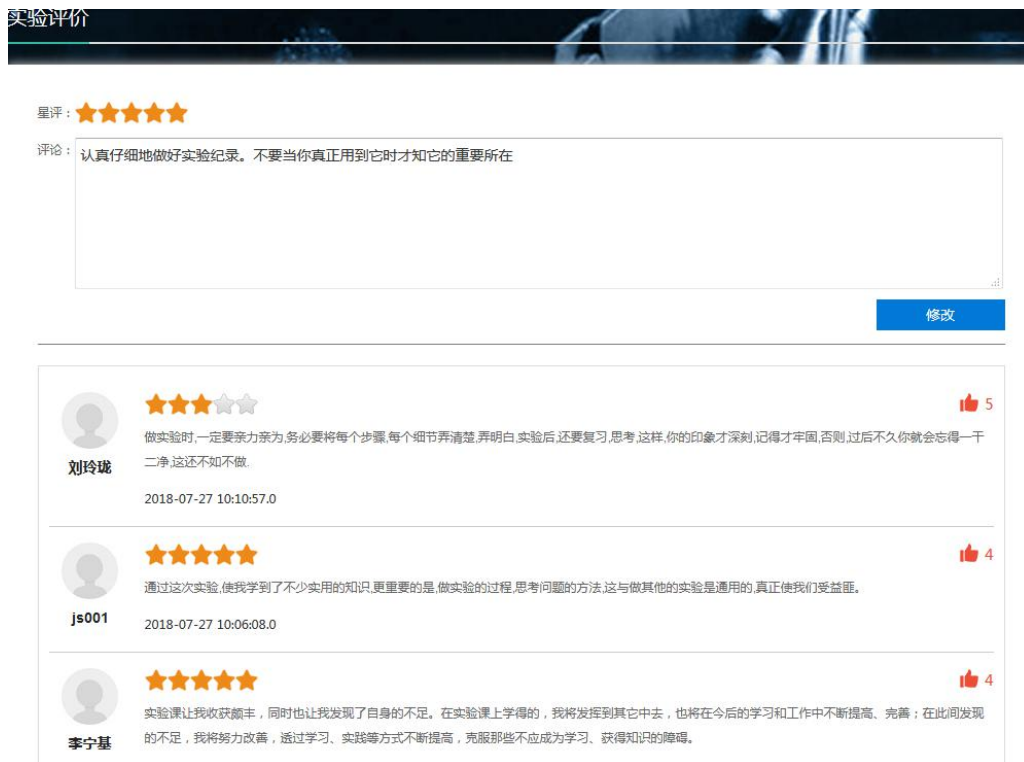 实验评价
星评：
评论：
认真仔细地做好实验纪录。不要当你真正用到它时才知它的重要所在
修改
5
做实验时,一定要亲力亲为,务必要将每个步骤,每个细节弄清楚,弄明白,实验后,还要复习,思考,这样,你的印象才深刻,记得才牢固,否则,过后不久你就会忘得一干
二净,这还不如不做.
刘玲珑
2018-07-27 10:10:57.0
4
通过这次实验,使我学到了不少实用的知识,更重要的是,做实验的过程,思考问题的方法,这与做其他的实验是通用的,真正使我们受益匪。
js001
2018-07-27 10:06:08.0
4
实验课让我收获颇丰，同时也让我发现了自身的不足。在实验课上学得的，我将发挥到其它中去，也将在今后的学习和工作中不断提高、完善；在此间发现
的不足，我将努力改善，透过学习、实践等方式不断提高，克服那些不应成为学习、获得知识的障碍。
李宁基